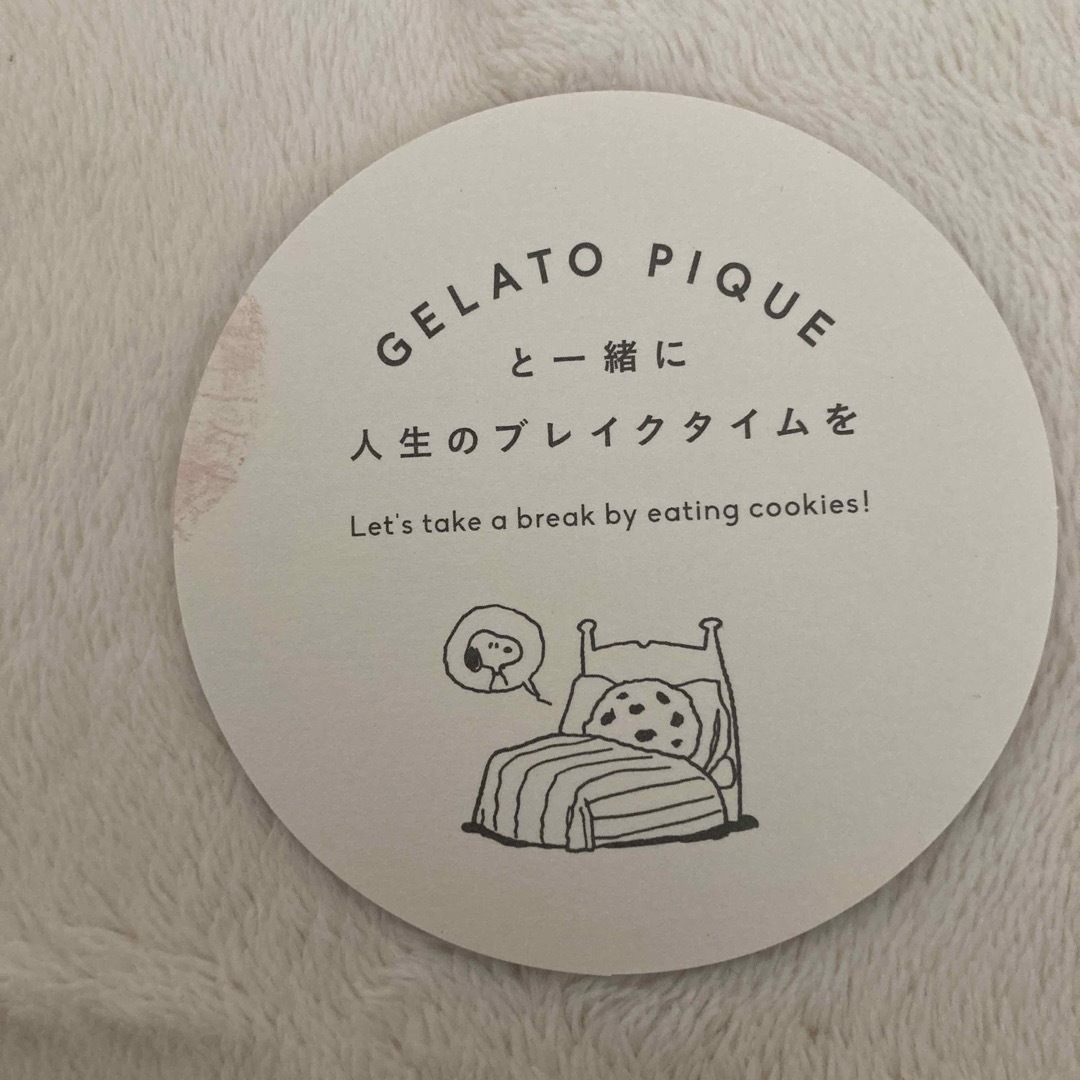 GELATO PIQUE
と一緒に
人生のブレイクタイムを
Let's take a break by eating cookies!